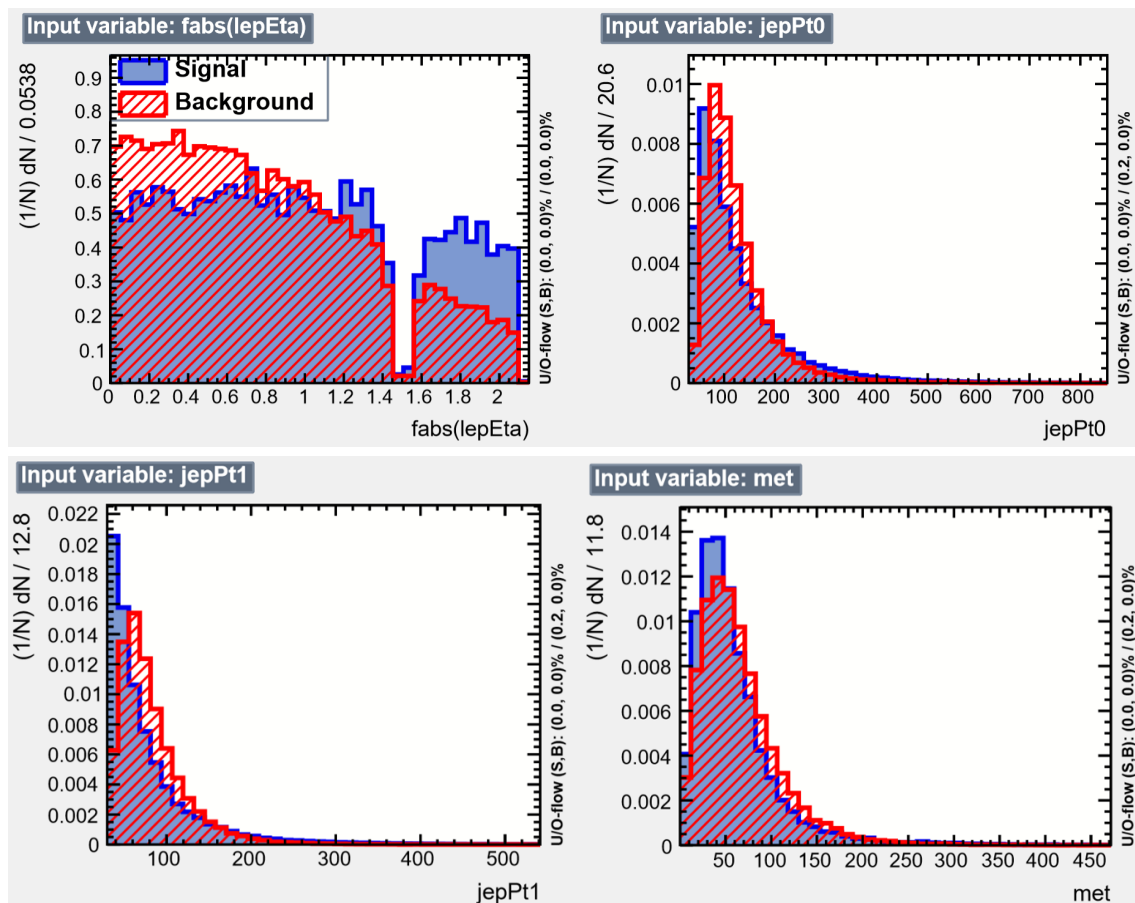 Input variable: fabs(lepEta)
(1/N) dN / 0.0538
0.9
0.8
0.7
0.6
0.5
0.4
0.3
0.2
0.1
0
Signal
Background
0 0.2 0.4 0.6 0.8 1 1.2 1.4 1.6 1.8 2
fabs(lepEta)
U/O-flow (S,B): (0.0, 0.0)% / (0.0, 0.0)%
Input variable: jepPt0
(1/N) dN / 20.6
0.01
0.008
0.006
0.004
0.002
0
100 200 300 400 500 600 700 800
jepPt0
U/O-flow (S,B): (0.0, 0.0)% / (0.2, 0.0)%
Input variable: jepPt1
(1/N) dN / 12.8
0.022
0.02
0.018
0.016
0.014
0.012
0.01
0.008
0.006
0.004
0.002
0
100 200 300 400 500
jepPt1
U/O-flow (S,B): (0.0, 0.0)% / (0.2, 0.0)%
Input variable: met
(1/N) dN / 11.8
0.014
0.012
0.01
0.008
0.006
0.004
0.002
0
50 100 150 200 250 300 350 400 450
met
U/O-flow (S,B): (0.0, 0.0)% / (0.2, 0.0)%